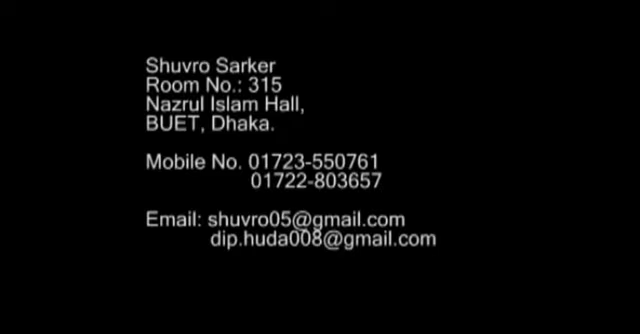 Shuvro Sarker
Room No.: 315
Nazrul Islam Hall,
BUET, Dhaka.
Mobile No. 01723-550761
01722-803657
Email: shuvro05@gmail.com
dip.huda008@gmail.com